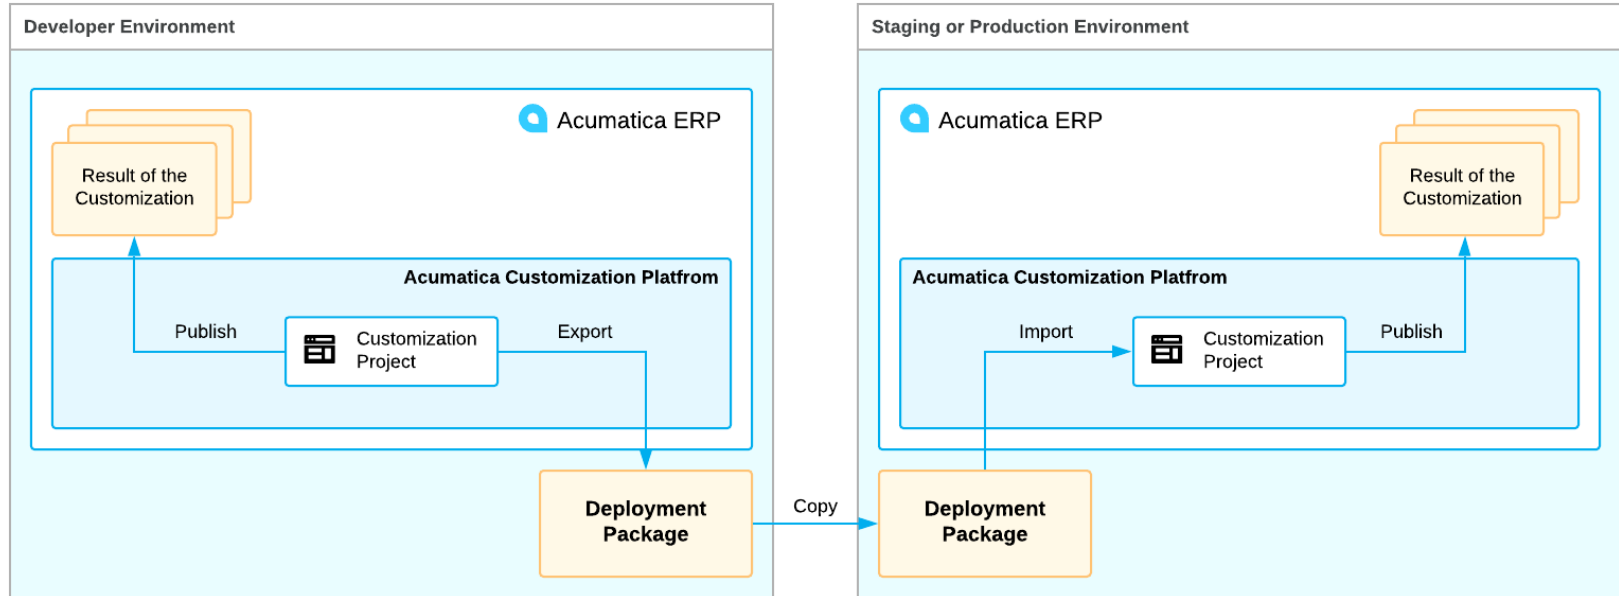 Developer Environment
Acumatica ERP
Result of the
Customization
Acumatica Customization Platfrom
Publish
Customization
Project
Export
Deployment
Package
Copy
Staging or Production Environment
Acumatica ERP
Result of the
Customization
Acumatica Customization Platfrom
Import
Customization
Project
Publish
Deployment
Package